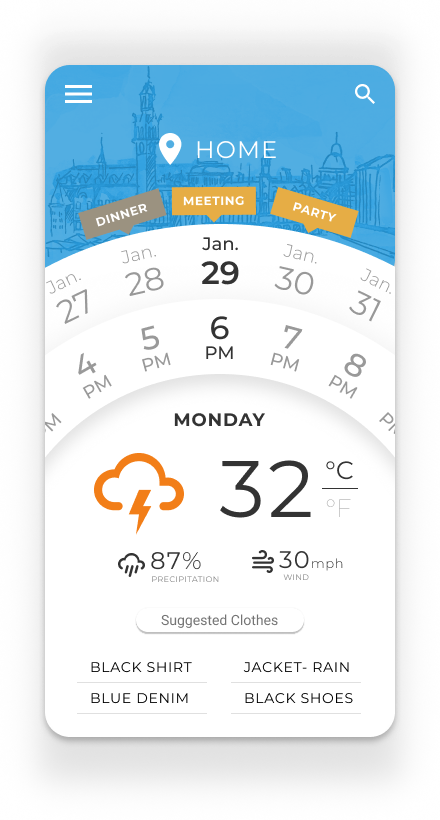 HOME
DINNER
MEETING
PARTY
Jan.
27
Jan.
28
Jan.
29
Jan.
30
Jan.
31
4
PM
5
PM
6
PM
7
PM
8
PM
MONDAY
32
°C
°F
87%
PRECIPITATION
30mph
WIND
Suggested Clothes
BLACK SHIRT
JACKET- RAIN
BLUE DENIM
BLACK SHOES